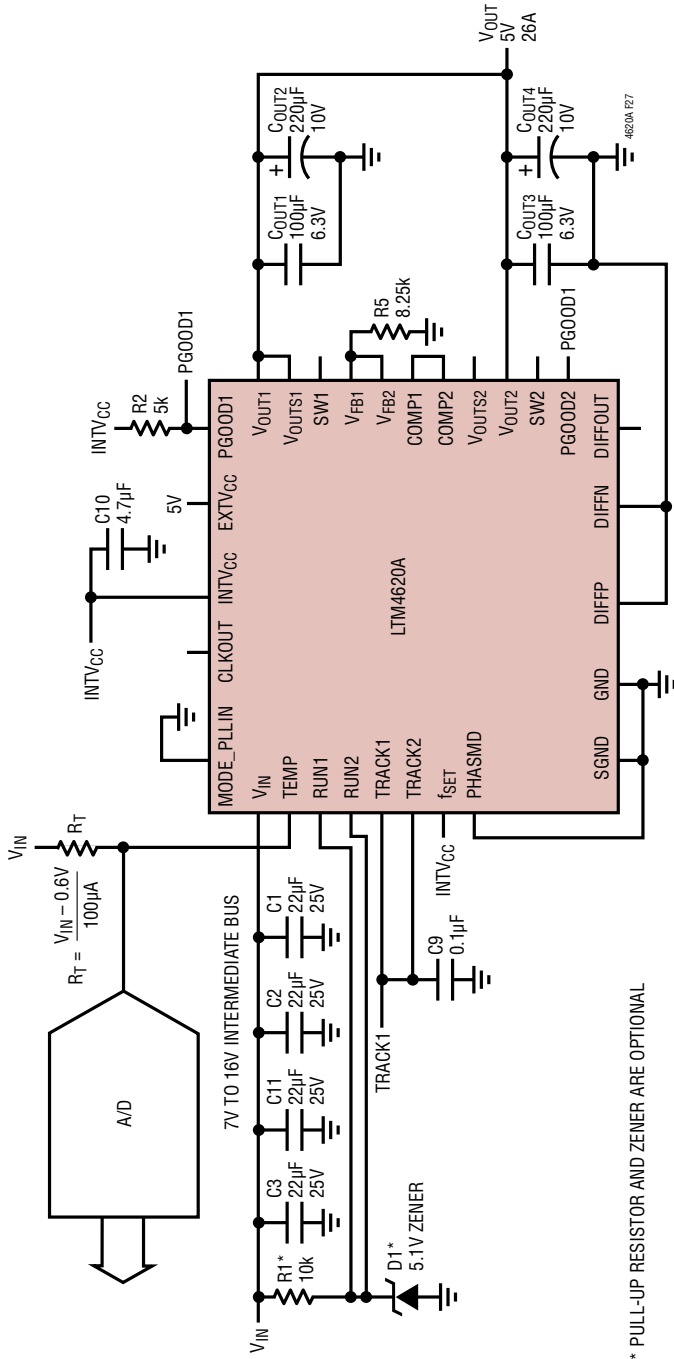 VIN
RT
RT = VIN – 0.6V
100µA
A/D
7V TO 16V INTERMEDIATE BUS
VIN
R1*
10k
D1*
5.1V ZENER
C3
22µF
25V
C11
22µF
25V
C2
22µF
25V
C1
22µF
25V
TRACK1
C9
0.1µF
INTVCC
INTVCC
C10
4.7µF
5V
INTVCC
R2
5k
PGOOD1
MODE_PLLIN
CLKOUT
INTVCC
EXTVCC
PGOOD1
VIN
TEMP
RUN1
RUN2
TRACK1
TRACK2
fSET
PHASMD
LTM4620A
VOUT1
VOUTS1
SW1
VFB1
VFB2
COMP1
COMP2
VOUTS2
VOUT2
SW2
PGOOD2
SGND
GND
DIFFP
DIFFN
DIFFOUT
R5
8.25k
PGOOD1
COUT1
100µF
6.3V
COUT2
220µF
10V
+
COUT3
100µF
6.3V
COUT4
220µF
10V
+
VOUT
5V
26A
4620A F27
* PULL-UP RESISTOR AND ZENER ARE OPTIONAL